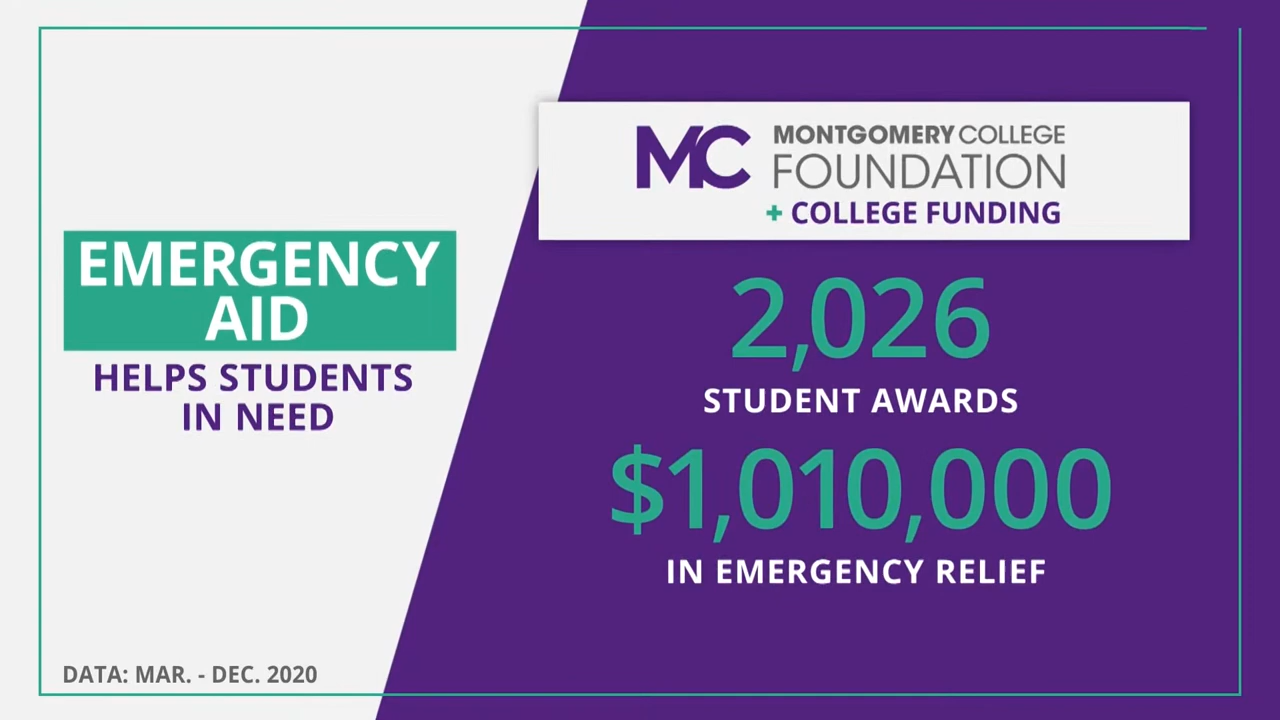 EMERGENCY
AID
HELPS STUDENTS
IN NEED
DATA: MAR. - DEC. 2020
MC
MONTGOMERY COLLEGE
FOUNDATION
+ COLLEGE FUNDING
2,026
STUDENT AWARDS
$1,010,000
IN EMERGENCY RELIEF